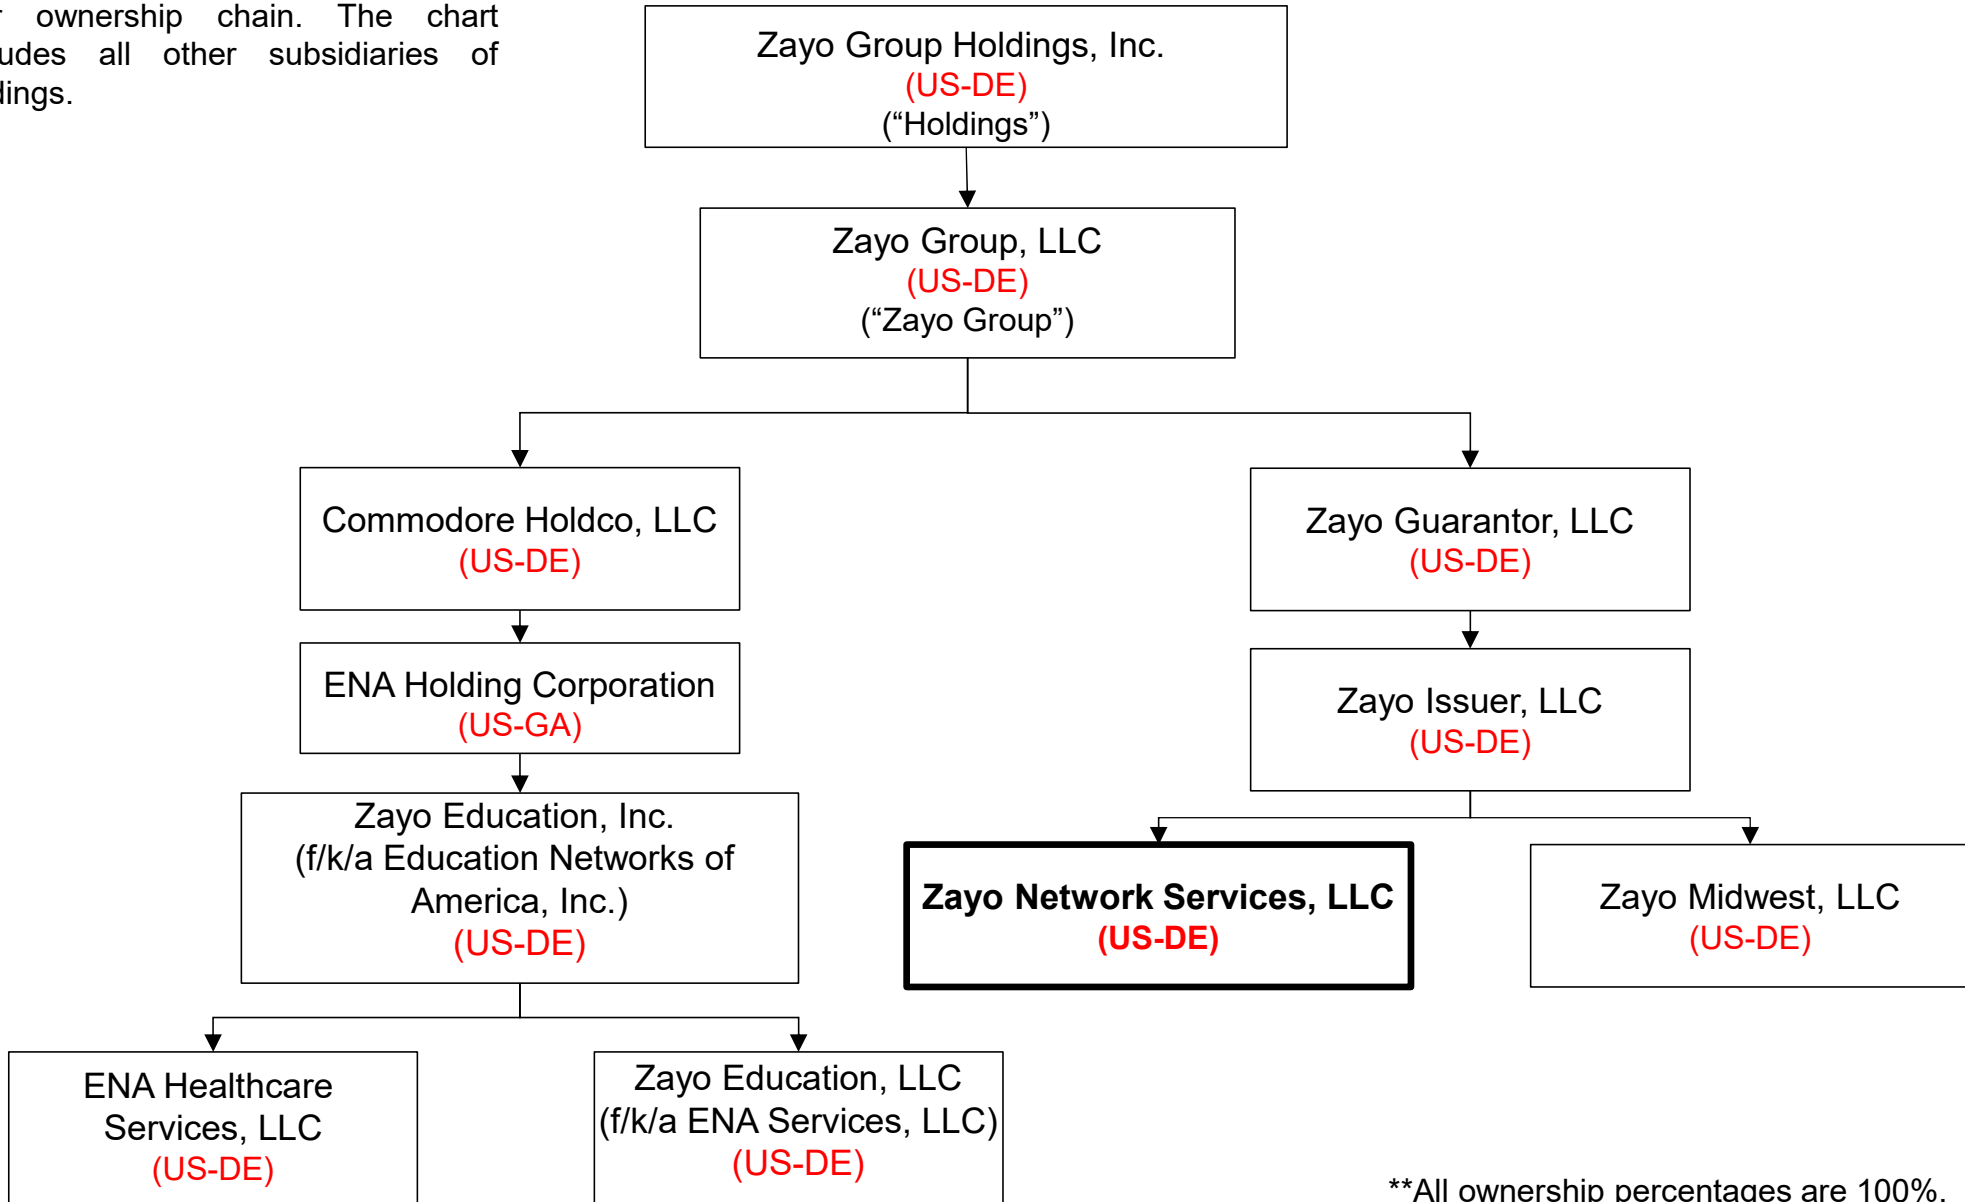 ownership chain. The chart
all other subsidiaries of
Zayo Group Holdings, Inc.
(US-DE)
(“Holdings”)
Zayo Group, LLC
(US-DE)
(“Zayo Group”)
Commodore Holdco, LLC
(US-DE)
Zayo Guarantor, LLC
(US-DE)
ENA Holding Corporation
(US-GA)
Zayo Issuer, LLC
(US-DE)
Zayo Education, Inc.
(f/k/a Education Networks of
America, Inc.)
(US-DE)
Zayo Network Services, LLC
(US-DE)
Zayo Midwest, LLC
(US-DE)
ENA Healthcare
Services, LLC
(US-DE)
Zayo Education, LLC
(f/k/a ENA Services, LLC)
(US-DE)
**All ownership percentages are 100%.